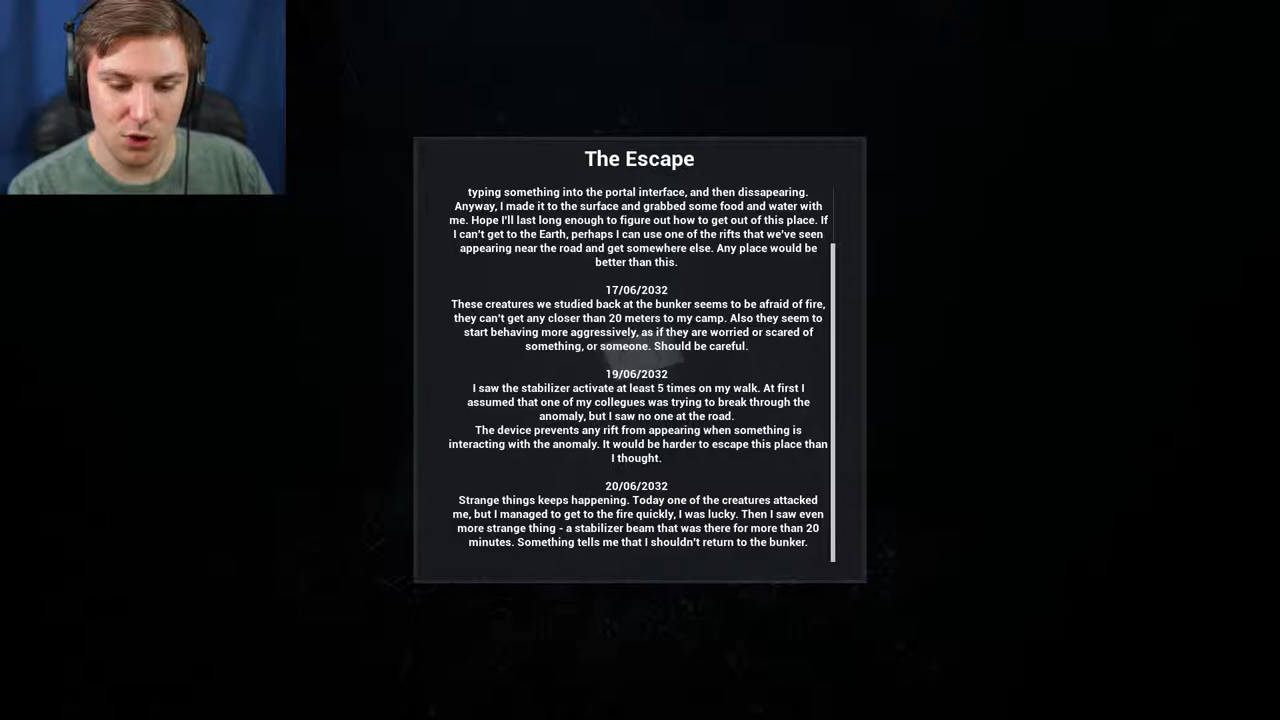 The Escape
typing something into the portal interface, and then dissapearing.
Anyway, I made it to the surface and grabbed some food and water with
me. Hope I'll last long enough to figure out how to get out of this place. If
I can't get to the Earth, perhaps I can use one of the rifts that we've seen
appearing near the road and get somewhere else. Any place would be
better than this.
17/06/2032
These creatures we studied back at the bunker seems to be afraid of fire,
they can't get any closer than 20 meters to my camp. Also they seem to
start behaving more aggressively, as if they are worried or scared of
something, or someone. Should be careful.
19/06/2032
I saw the stabilizer activate at least 5 times on my walk. At first I
assumed that one of my collegues was trying to break through the
anomaly, but I saw no one at the road.
The device prevents any rift from appearing when something is
interacting with the anomaly. It would be harder to escape this place than
I thought.
20/06/2032
Strange things keeps happening. Today one of the creatures attacked
me, but I managed to get to the fire quickly, I was lucky. Then I saw even
more strange thing - a stabilizer beam that was there for more than 20
minutes. Something tells me that I shouldn't return to the bunker.